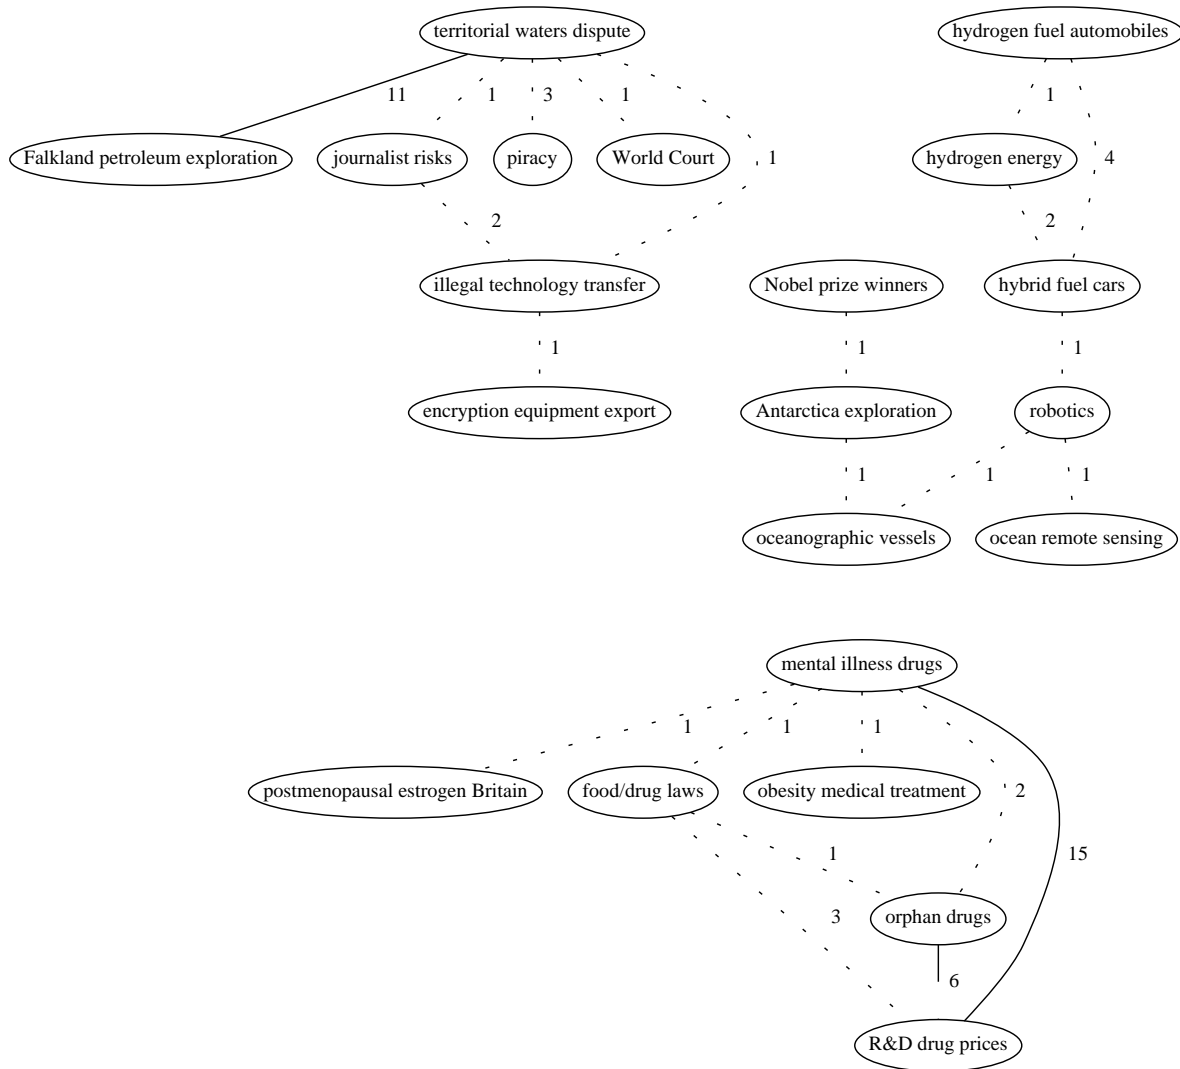 territorial waters dispute
hydrogen fuel automobiles
11
1
3
1
1
Falkland petroleum exploration
journalist risks
piracy
World Court
1
hydrogen energy
4
2
2
illegal technology transfer
Nobel prize winners
hybrid fuel cars
1
1
1
encryption equipment export
Antarctica exploration
robotics
1
1
1
oceanographic vessels
ocean remote sensing
mental illness drugs
1
1
1
postmenopausal estrogen Britain
food/drug laws
obesity medical treatment
2
1
15
3
orphan drugs
6
R&D drug prices